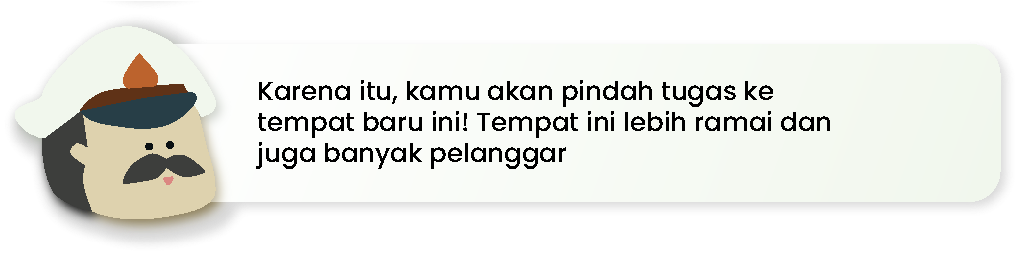 Karena itu, kamu akan pindah tugas ke
tempat baru ini! Tempat ini lebih ramai dan
juga banyak pelanggar